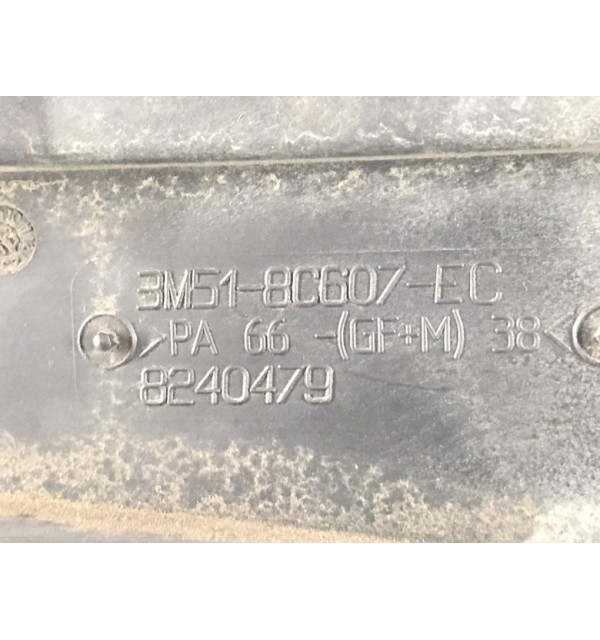 3M51-8C607-EC
>PA 66 -(GF+M) 38<
8240479